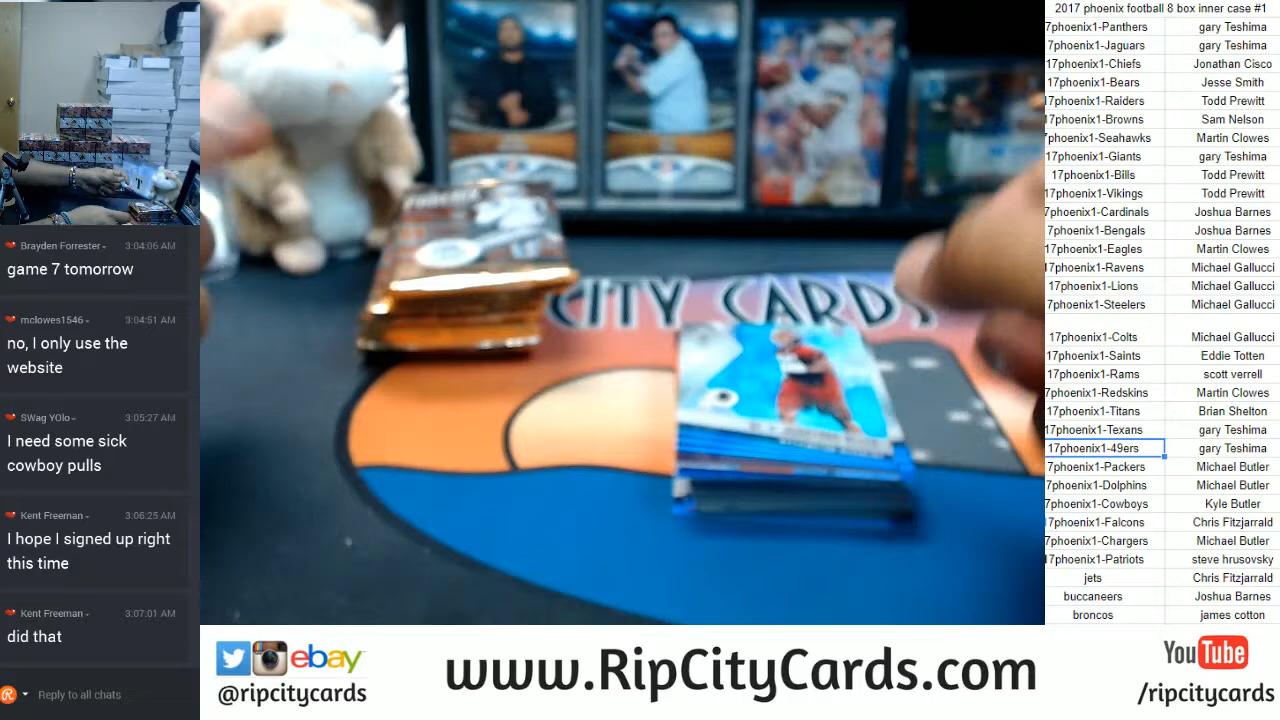 Brayden Forrester 3:04:06 AM
game 7 tomorrow
mclowes1546 3:04:51 AM
no, I only use the
website
SWag YOlo 3:05:27 AM
I need some sick
cowboy pulls
Kent Freeman 3:06:25 AM
I hope I signed up right
this time
Kent Freeman 3:07:01 AM
did that
Reply to all chats
CITY CARDS
2017 phoenix football 8 box inner case #1
7phoenix1-Panthers gary Teshima
7phoenix1-Jaguars gary Teshima
17phoenix1-Chiefs Jonathan Cisco
17phoenix1-Bears Jesse Smith
17phoenix1-Raiders Todd Prewitt
17phoenix1-Browns Sam Nelson
7phoenix1-Seahawks Martin Clowes
17phoenix1-Giants gary Teshima
17phoenix1-Bills Todd Prewitt
17phoenix1-Vikings Todd Prewitt
7phoenix1-Cardinals Joshua Barnes
7phoenix1-Bengals Joshua Barnes
17phoenix1-Eagles Martin Clowes
17phoenix1-Ravens Michael Gallucci
17phoenix1-Lions Michael Gallucci
7phoenix1-Steelers Michael Gallucci
17phoenix1-Colts Michael Gallucci
17phoenix1-Saints Eddie Totten
17phoenix1-Rams scott verrell
7phoenix1-Redskins Martin Clowes
17phoenix1-Titans Brian Shelton
17phoenix1-Texans gary Teshima
17phoenix1-49ers gary Teshima
7phoenix1-Packers Michael Butler
7phoenix1-Dolphins Michael Butler
7phoenix1-Cowboys Kyle Butler
17phoenix1-Falcons Chris Fitzjarrald
7phoenix1-Chargers Michael Butler
17phoenix1-Patriots steve hrusovsky
jets Chris Fitzjarrald
buccaneers Joshua Barnes
broncos james cotton
ebay
@ripcitycards
www.RipCityCards.com
YouTube
/ripcitycards